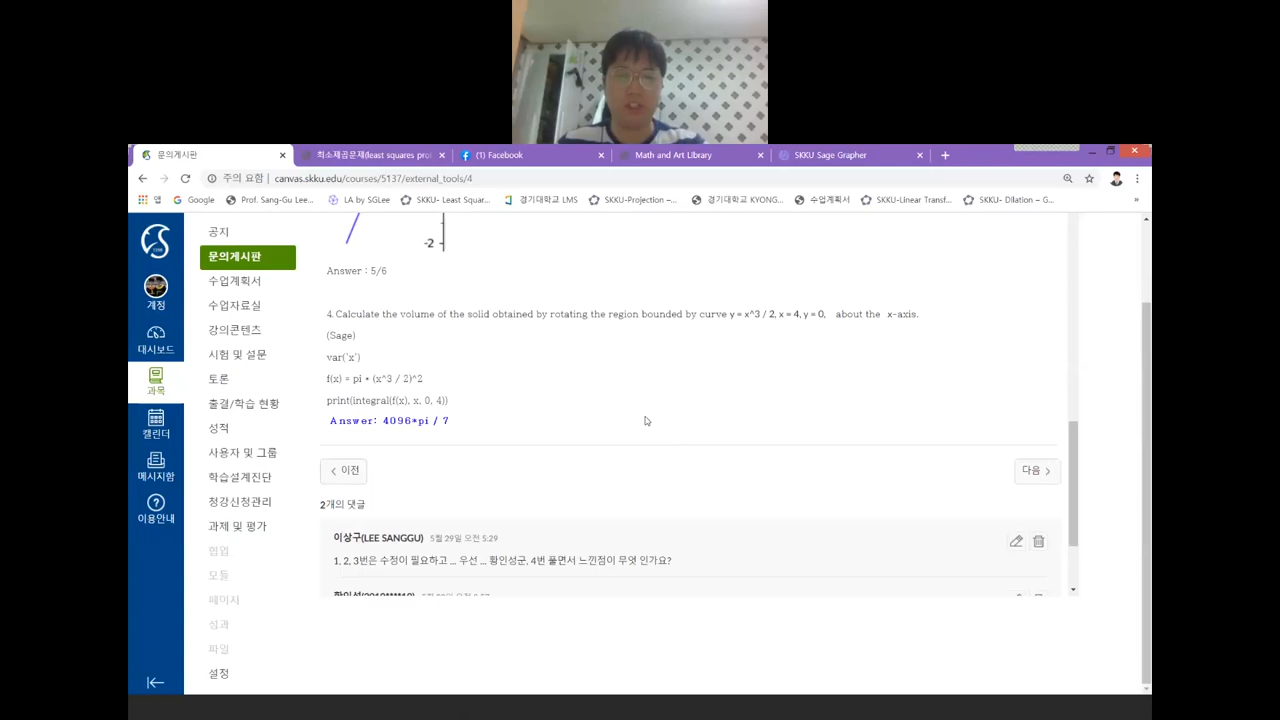 문의게시판
최소제곱문제(least squares pro
(1) Facebook
Math and Art Library
SKKU Sage Grapher
주의 요함 | canvas.skku.edu/courses/5137/external_tools/4
앱
Google
Prof. Sang-Gu Lee...
LA by SGLee
SKKU- Least Squar...
경기대학교 LMS
SKKU-Projection –...
경기대학교 KYONG...
수업계획서
SKKU-Linear Transf...
SKKU- Dilation – G...
»
계정
대시보드
과목
캘린더
메시지함
이용안내
공지
문의게시판
수업계획서
수업자료실
강의콘텐츠
시험 및 설문
토론
출결/학습 현황
성적
사용자 및 그룹
학습설계진단
청강신청관리
과제 및 평가
협업
모듈
페이지
성과
파일
설정
-2
Answer : 5/6
4. Calculate the volume of the solid obtained by rotating the region bounded by curve y = x^3 / 2, x = 4, y = 0, about the x-axis.
(Sage)
var('x')
f(x) = pi * (x^3 / 2)^2
print(integral(f(x), x, 0, 4))
Answer: 4096*pi / 7
< 이전
다음 >
2개의 댓글
이상구(LEE SANGGU) 5월 29일 오전 5:29
1, 2, 3번은 수정이 필요하고 ... 우선 ... 황인성군, 4번 풀면서 느낀점이 무엇 인가요?